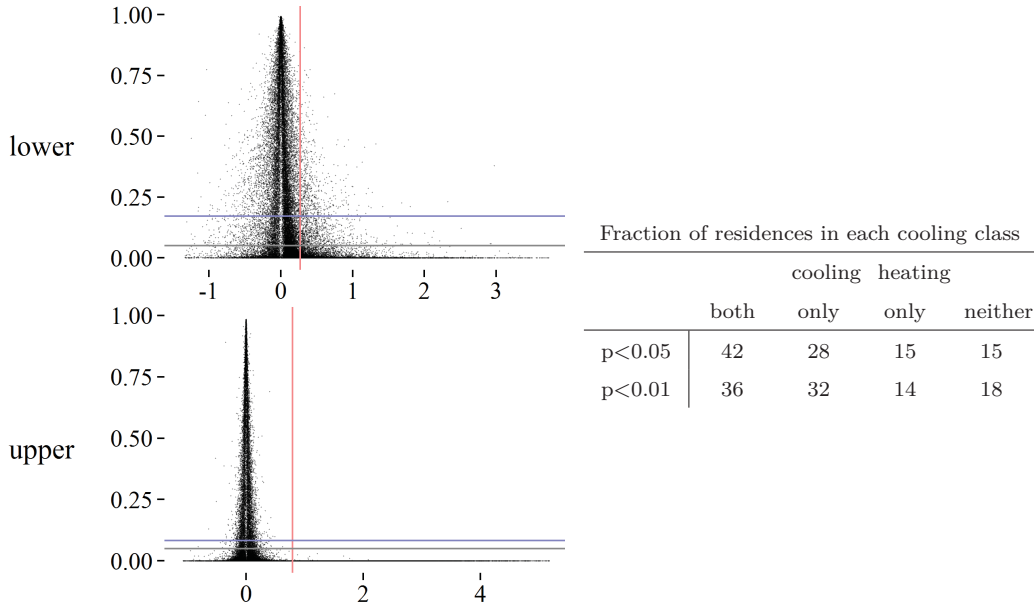 1.00
0.75
0.50
lower
0.25
0.00
-1 0 1 2 3
1.00
0.75
0.50
upper
0.25
0.00
0 2 4
Fraction of residences in each cooling class
cooling heating
both only only neither
p<0.05 42 28 15 15
p<0.01 36 32 14 18